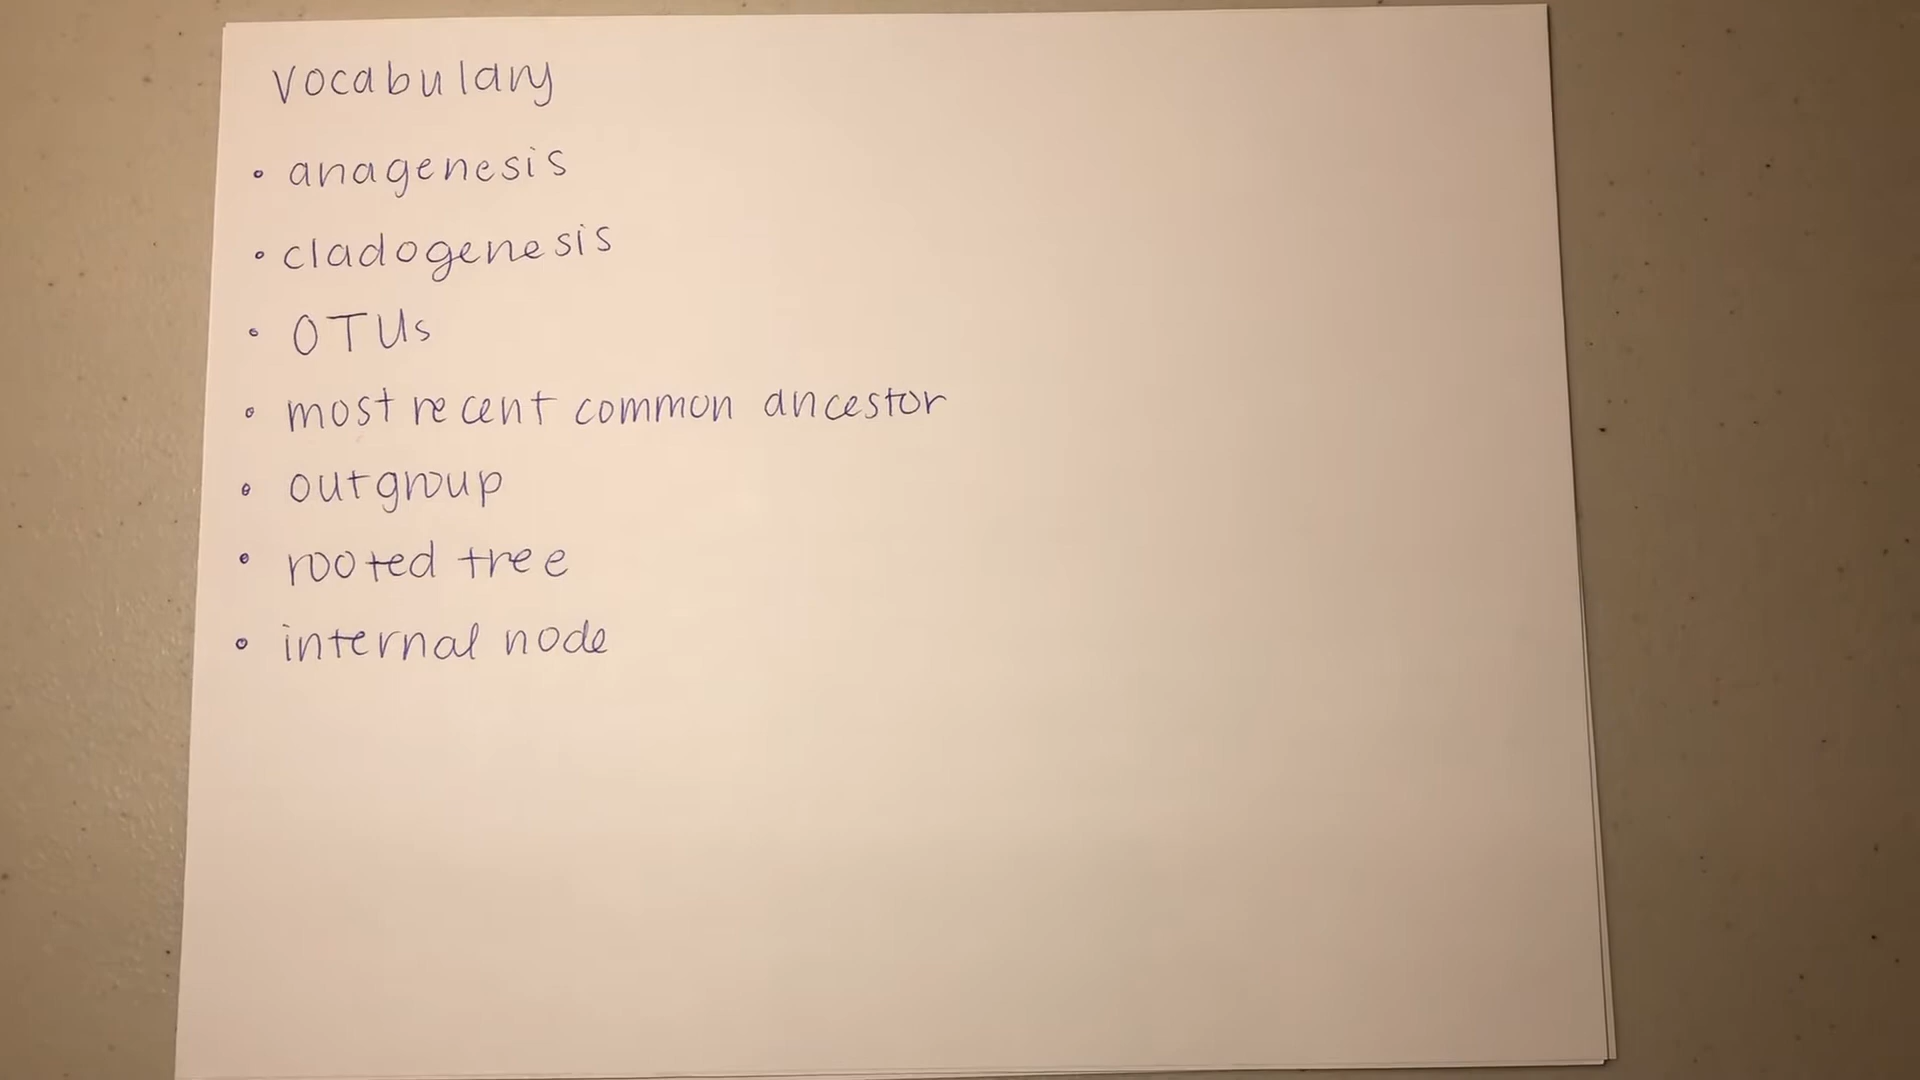 vocabulary
• anagenesis
• cladogenesis
• OTUs
• most recent common ancestor
• outgroup
• rooted tree
• internal node